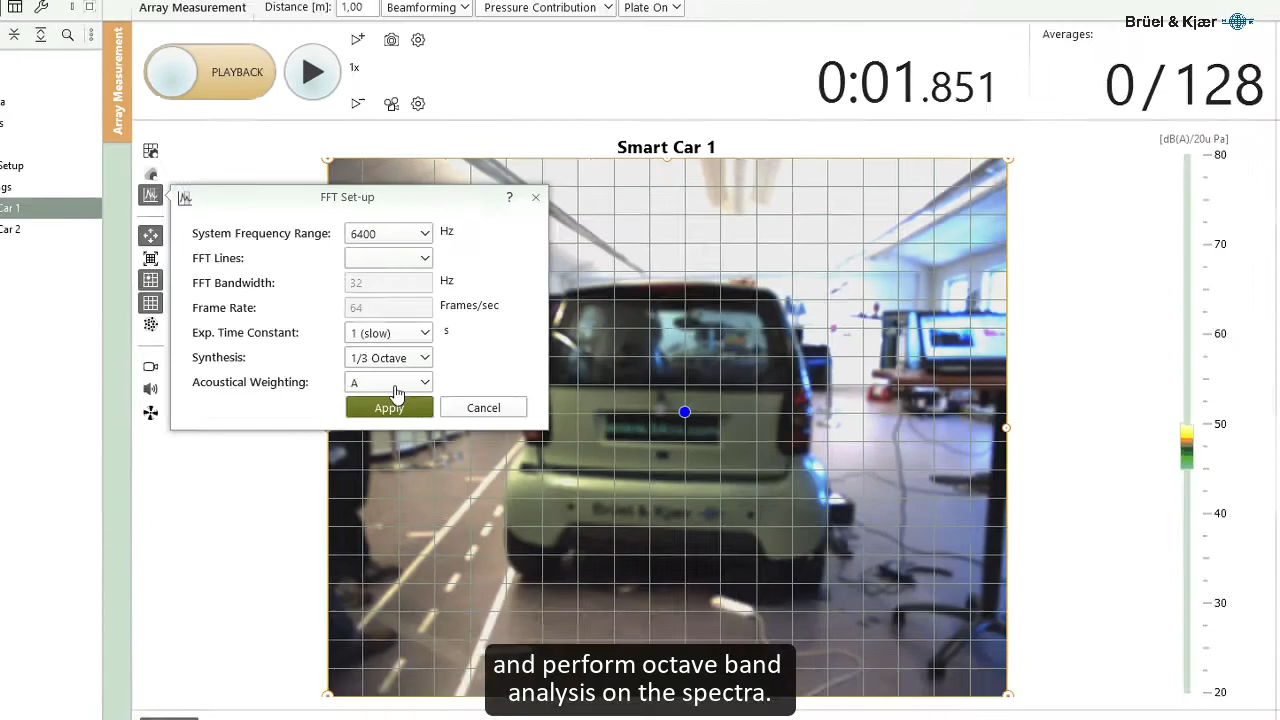 Array Measurement
Distance [m]:
1,00
Beamforming
Pressure Contribution
Plate On
Brüel & Kjær
Array Measurement
PLAYBACK
1x
0:01.851
Averages:
0/128
[dB(A)/20u Pa]
a
s
Setup
gs
Car 1
Car 2
Smart Car 1
FFT Set-up
?
System Frequency Range:
6400
Hz
FFT Lines:
FFT Bandwidth:
32
Hz
Frame Rate:
64
Frames/sec
Exp. Time Constant:
1 (slow)
s
Synthesis:
1/3 Octave
Acoustical Weighting:
A
Apply
Cancel
80
70
60
50
40
30
20
Brüel & Kjær
and perform octave band
analysis on the spectra.